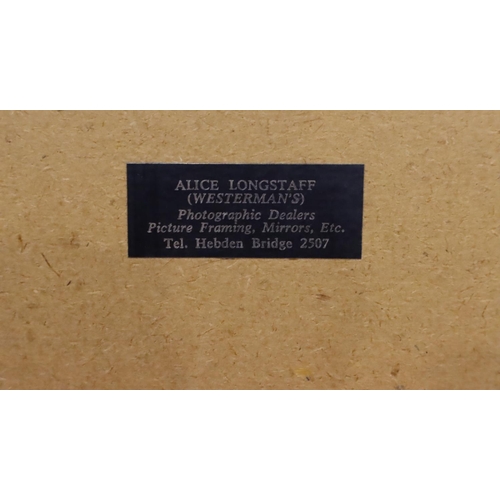 ALICE LONGSTAFF
(WESTERMAN'S)
Photographic Dealers
Picture Framing, Mirrors, Etc.
Tel. Hebden Bridge 2507